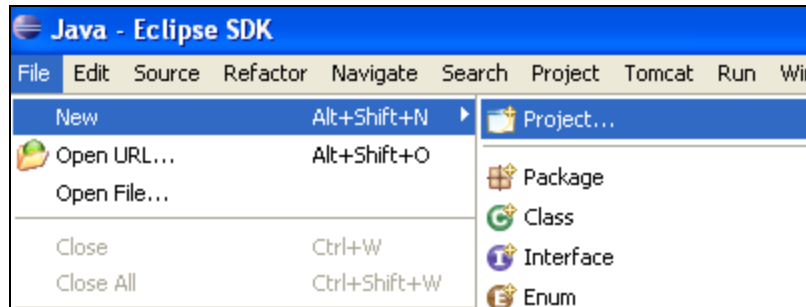 Java - Eclipse SDK
File Edit Source Refactor Navigate Search Project Tomcat Run
New Alt+Shift+N
Open URL... Alt+Shift+O
Open File...
Close Ctrl+W
Close All Ctrl+Shift+W
Project...
Package
Class
Interface
Enum